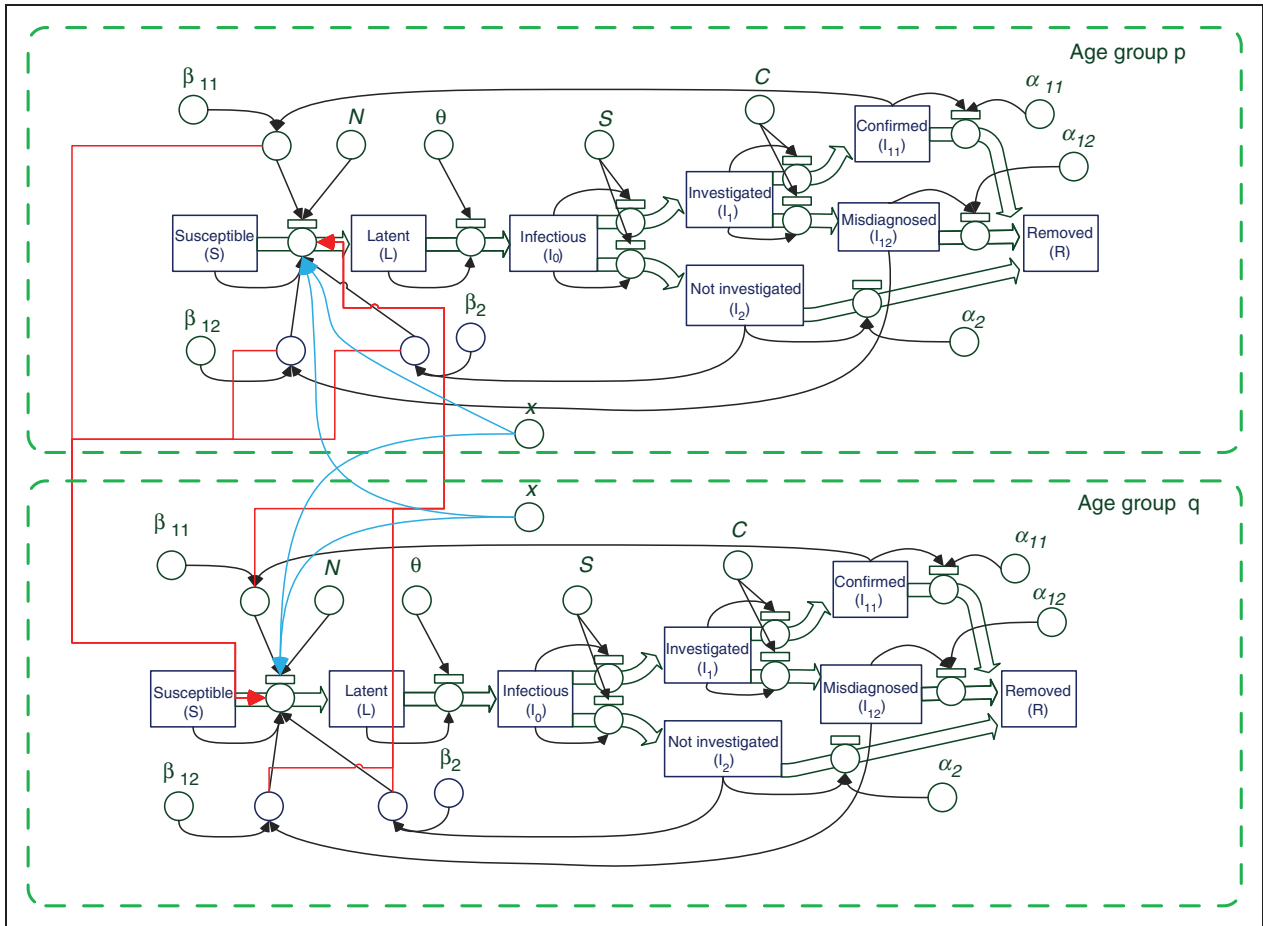 Age group p
β 11
N
θ
S
C
α 11
α12
Confirmed
(I11)
Susceptible
(S)
Latent
(L)
Infectious
(I0)
Investigated
(I1)
Misdiagnosed
(I12)
Removed
(R)
Not investigated
(I2)
β 12
β2
α2
x
x
Age group q
β 11
N
θ
S
C
α11
α12
Confirmed
(I11)
Susceptible
(S)
Latent
(L)
Infectious
(I0)
Investigated
(I1)
Misdiagnosed
(I12)
Removed
(R)
Not investigated
(I2)
β 12
β2
α2